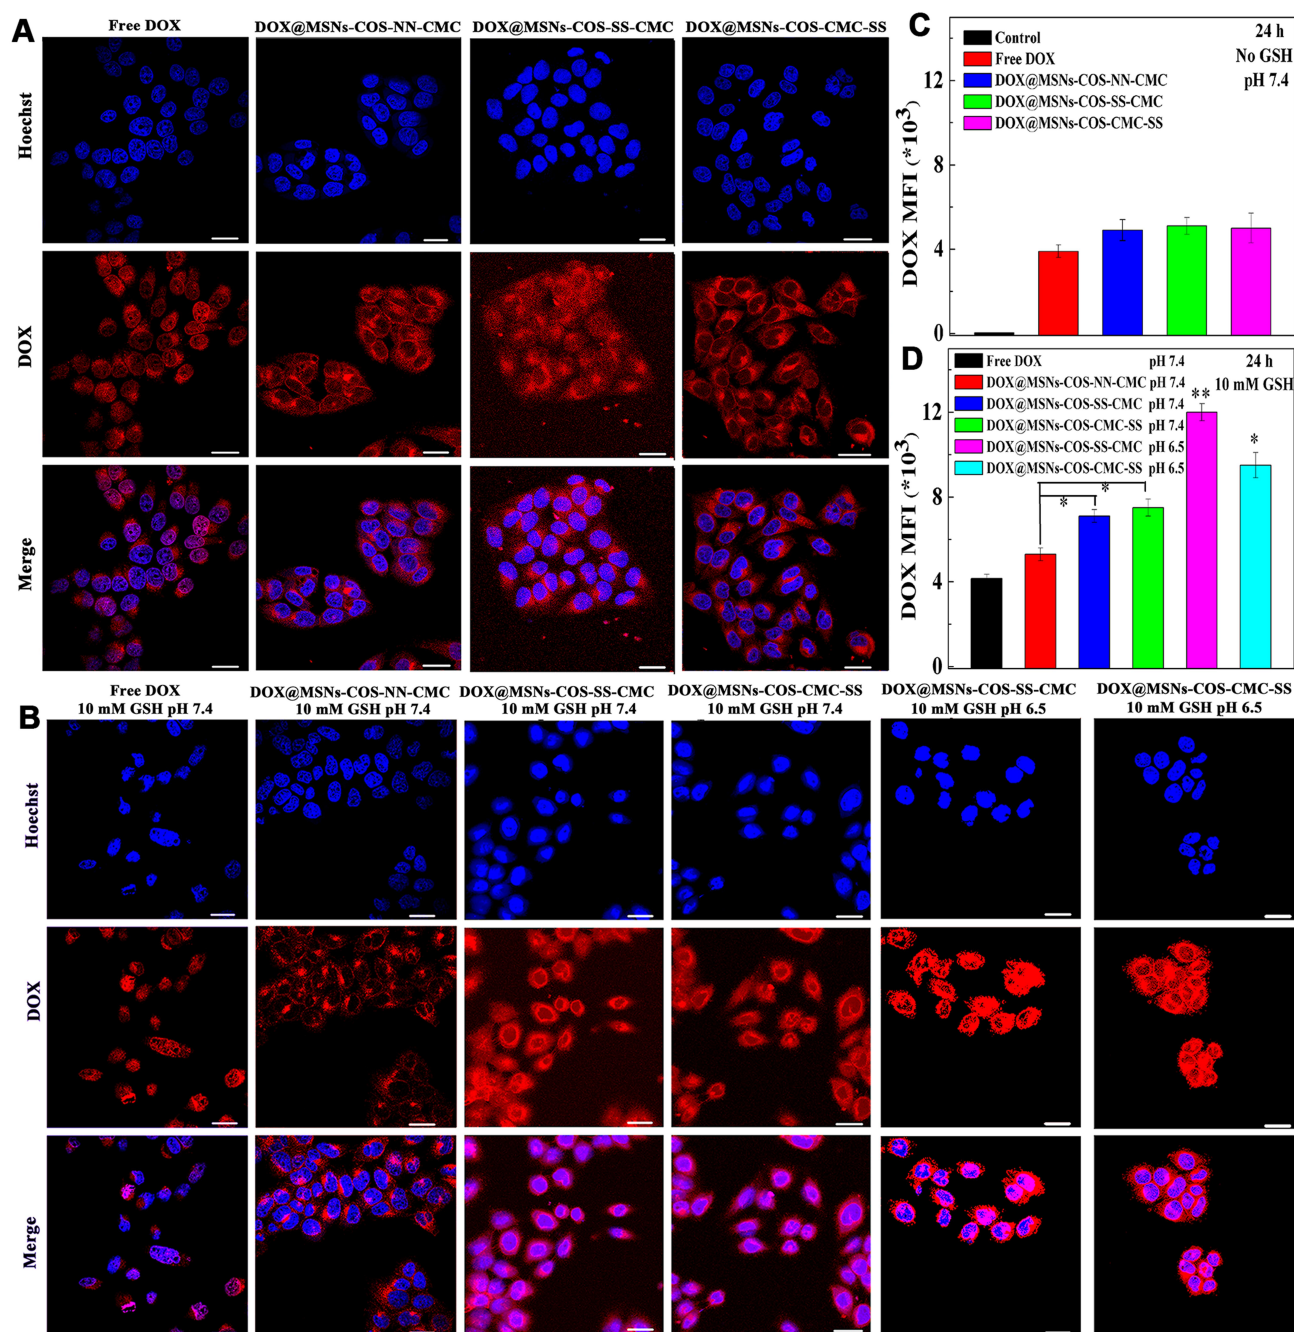 A
Free DOX
DOX@MSNs-COS-NN-CMC
DOX@MSNs-COS-SS-CMC
DOX@MSNs-COS-CMC-SS
Hoechst
DOX
Merge
C
24 h
No GSH
pH 7.4
Control
Free DOX
DOX@MSNs-COS-NN-CMC
DOX@MSNs-COS-SS-CMC
DOX@MSNs-COS-CMC-SS
DOX MFI (*10³)
12
8
4
0
D
24 h
10 mM GSH
Free DOX pH 7.4
DOX@MSNs-COS-NN-CMC pH 7.4
DOX@MSNs-COS-SS-CMC pH 7.4
DOX@MSNs-COS-CMC-SS pH 7.4
DOX@MSNs-COS-SS-CMC pH 6.5
DOX@MSNs-COS-CMC-SS pH 6.5
DOX MFI (*10³)
12
8
4
0
*
*
**
*
B
Free DOX
10 mM GSH pH 7.4
DOX@MSNs-COS-NN-CMC
10 mM GSH pH 7.4
DOX@MSNs-COS-SS-CMC
10 mM GSH pH 7.4
DOX@MSNs-COS-CMC-SS
10 mM GSH pH 7.4
DOX@MSNs-COS-SS-CMC
10 mM GSH pH 6.5
DOX@MSNs-COS-CMC-SS
10 mM GSH pH 6.5
Hoechst
DOX
Merge